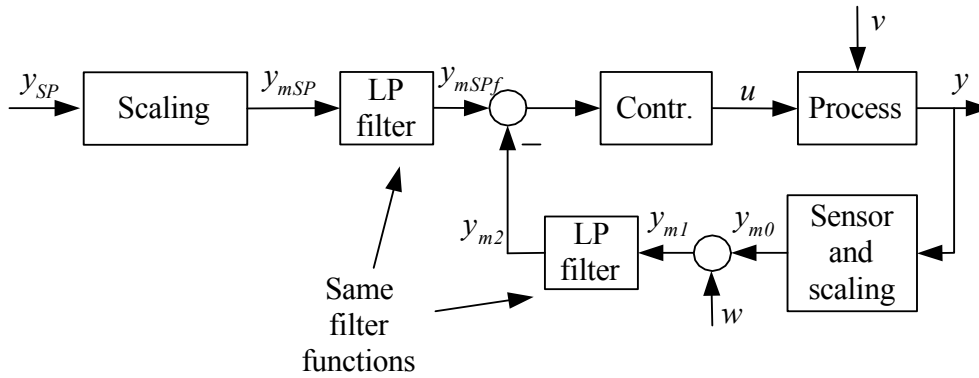 v
y_SP
Scaling
y_mSP
LP
filter
y_mSPf
Contr.
u
Process
y
–
y_m2
LP
filter
y_m1
y_m0
Sensor
and
scaling
w
Same
filter
functions